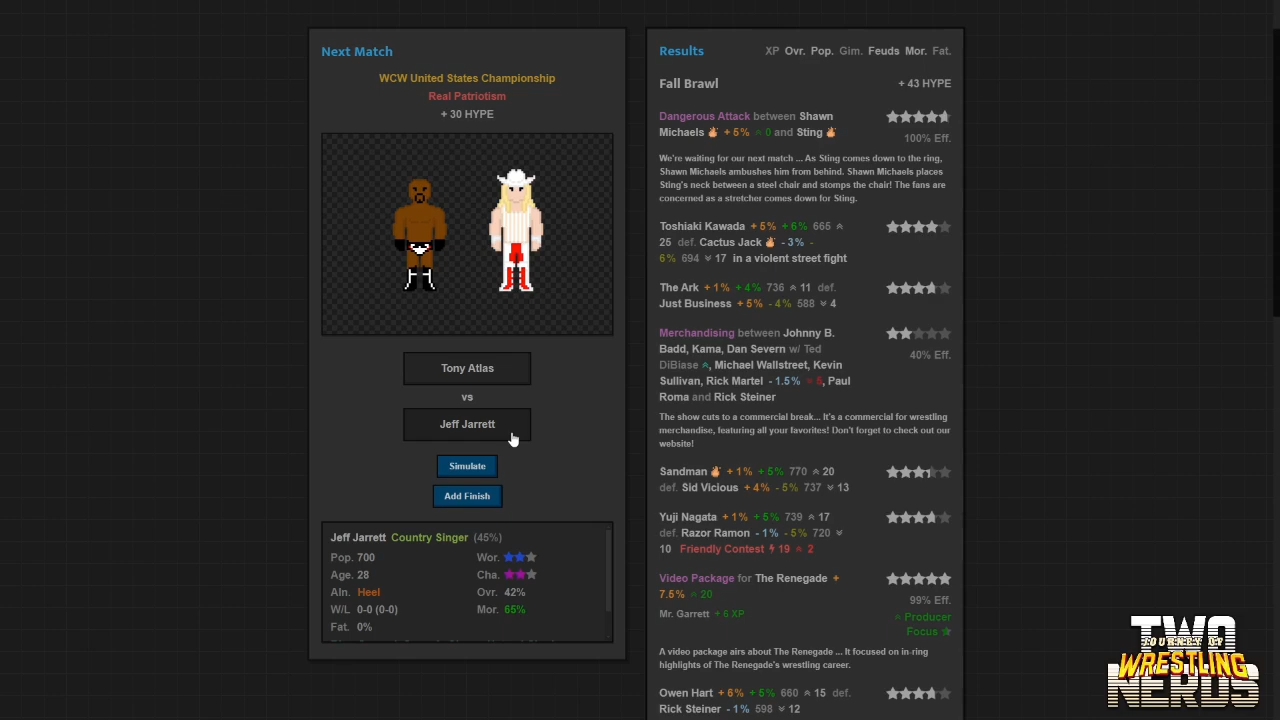 Next Match
WCW United States Championship
Real Patriotism
+ 30 HYPE
Tony Atlas
vs
Jeff Jarrett
Simulate
Add Finish
Jeff Jarrett Country Singer (45%)
Pop. 700
Wor.
Age. 28
Cha.
Aln. Heel
Ovr. 42%
W/L 0-0 (0-0)
Mor. 65%
Fat. 0%
Results
XP Ovr. Pop. Gim. Feuds Mor. Fat.
Fall Brawl
+ 43 HYPE
Dangerous Attack between Shawn
Michaels + 5% 0 and Sting
100% Eff.
We're waiting for our next match ... As Sting comes down to the ring,
Shawn Michaels ambushes him from behind. Shawn Michaels places
Sting's neck between a steel chair and stomps the chair! The fans are
concerned as a stretcher comes down for Sting.
Toshiaki Kawada + 5% + 6% 665
25 def. Cactus Jack - 3% -
6% 694 17 in a violent street fight
The Ark + 1% + 4% 736 11 def.
Just Business + 5% - 4% 588 4
Merchandising between Johnny B.
Badd, Kama, Dan Severn w/ Ted
DiBiase , Michael Wallstreet, Kevin
Sullivan, Rick Martel - 1.5% 5, Paul
Roma and Rick Steiner
40% Eff.
The show cuts to a commercial break... It's a commercial for wrestling
merchandise, featuring all your favorites! Don't forget to check out our
website!
Sandman + 1% + 5% 770 20
def. Sid Vicious + 4% - 5% 737 13
Yuji Nagata + 1% + 5% 739 17
def. Razor Ramon - 1% - 5% 720
10 Friendly Contest 19 2
Video Package for The Renegade +
7.5% 20
99% Eff.
Mr. Garrett + 6 XP
Producer
Focus
A video package airs about The Renegade ... It focused on in-ring
highlights of The Renegade's wrestling career.
Owen Hart + 6% + 5% 660 15 def.
Rick Steiner - 1% 598 12
JOURNEY OF
TWO
WRESTLING
NERDS